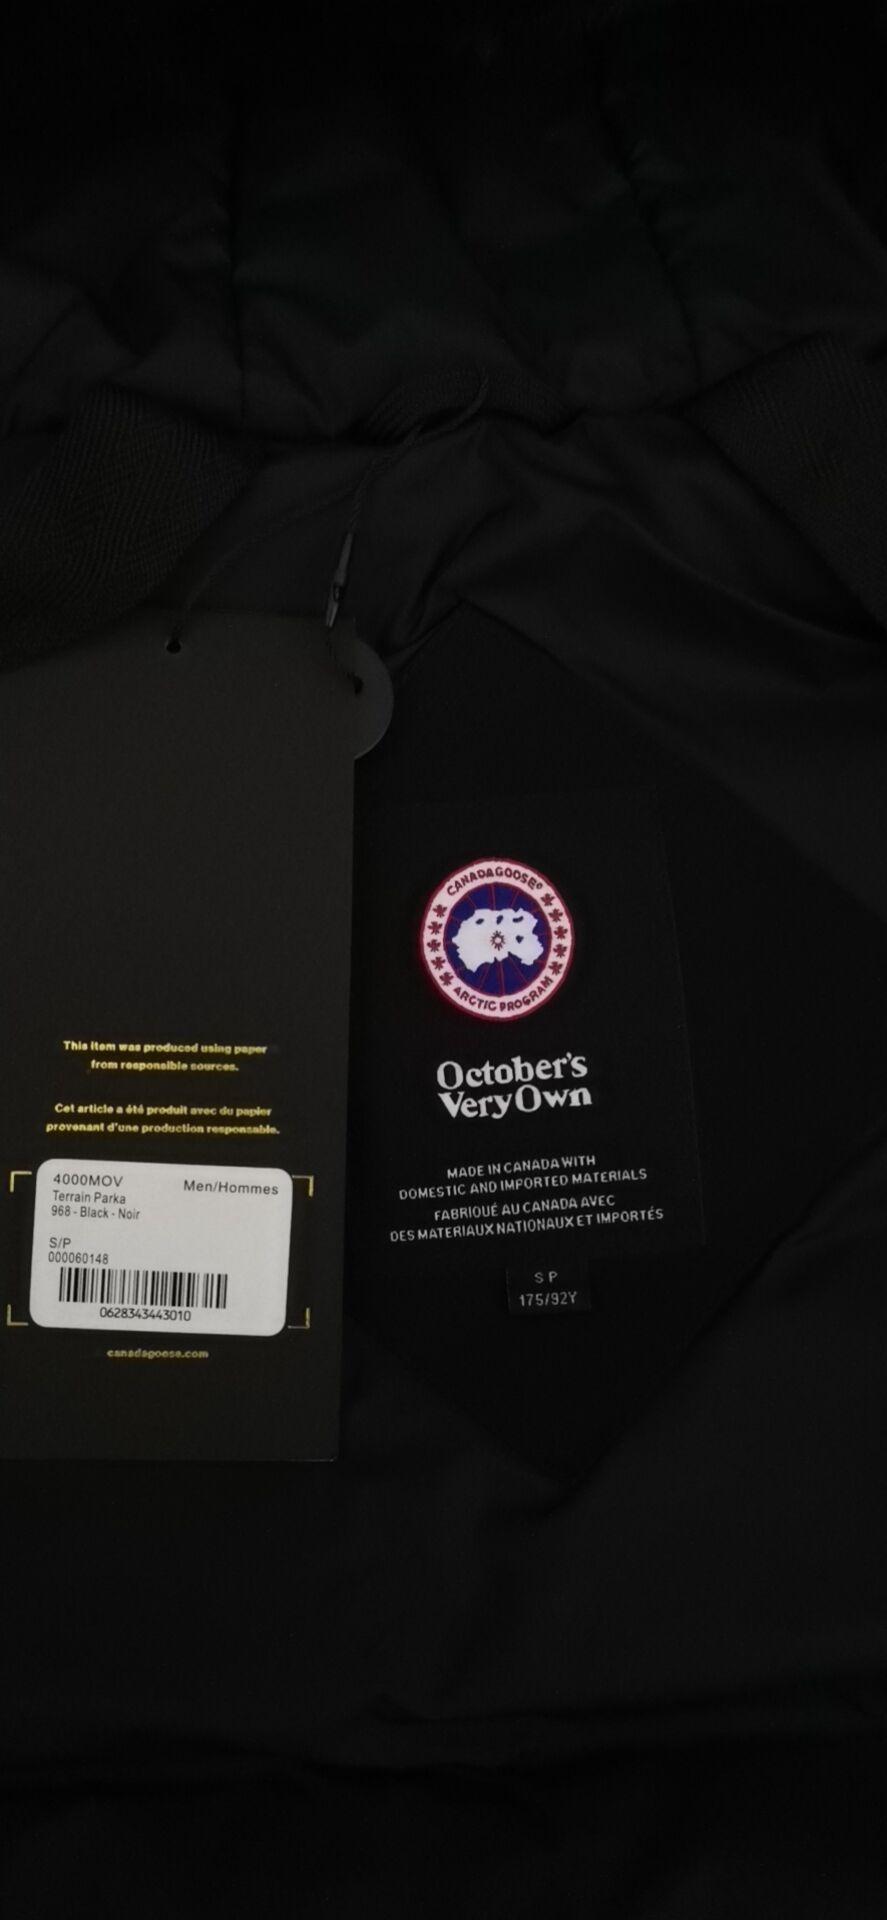 This item was produced using paper
from responsible sources.
Cet article a été produit avec du papier
provenant d'une production responsable.
4000MOV
Men/Hommes
Terrain Parka
968 - Black - Noir
S/P
000060148
0628343443010
canadagoose.com
CANADA GOOSE®
ARCTIC PROGRAM
October's
Very Own
MADE IN CANADA WITH
DOMESTIC AND IMPORTED MATERIALS
FABRIQUÉ AU CANADA AVEC
DES MATERIAUX NATIONAUX ET IMPORTÉS
S P
175/92Y